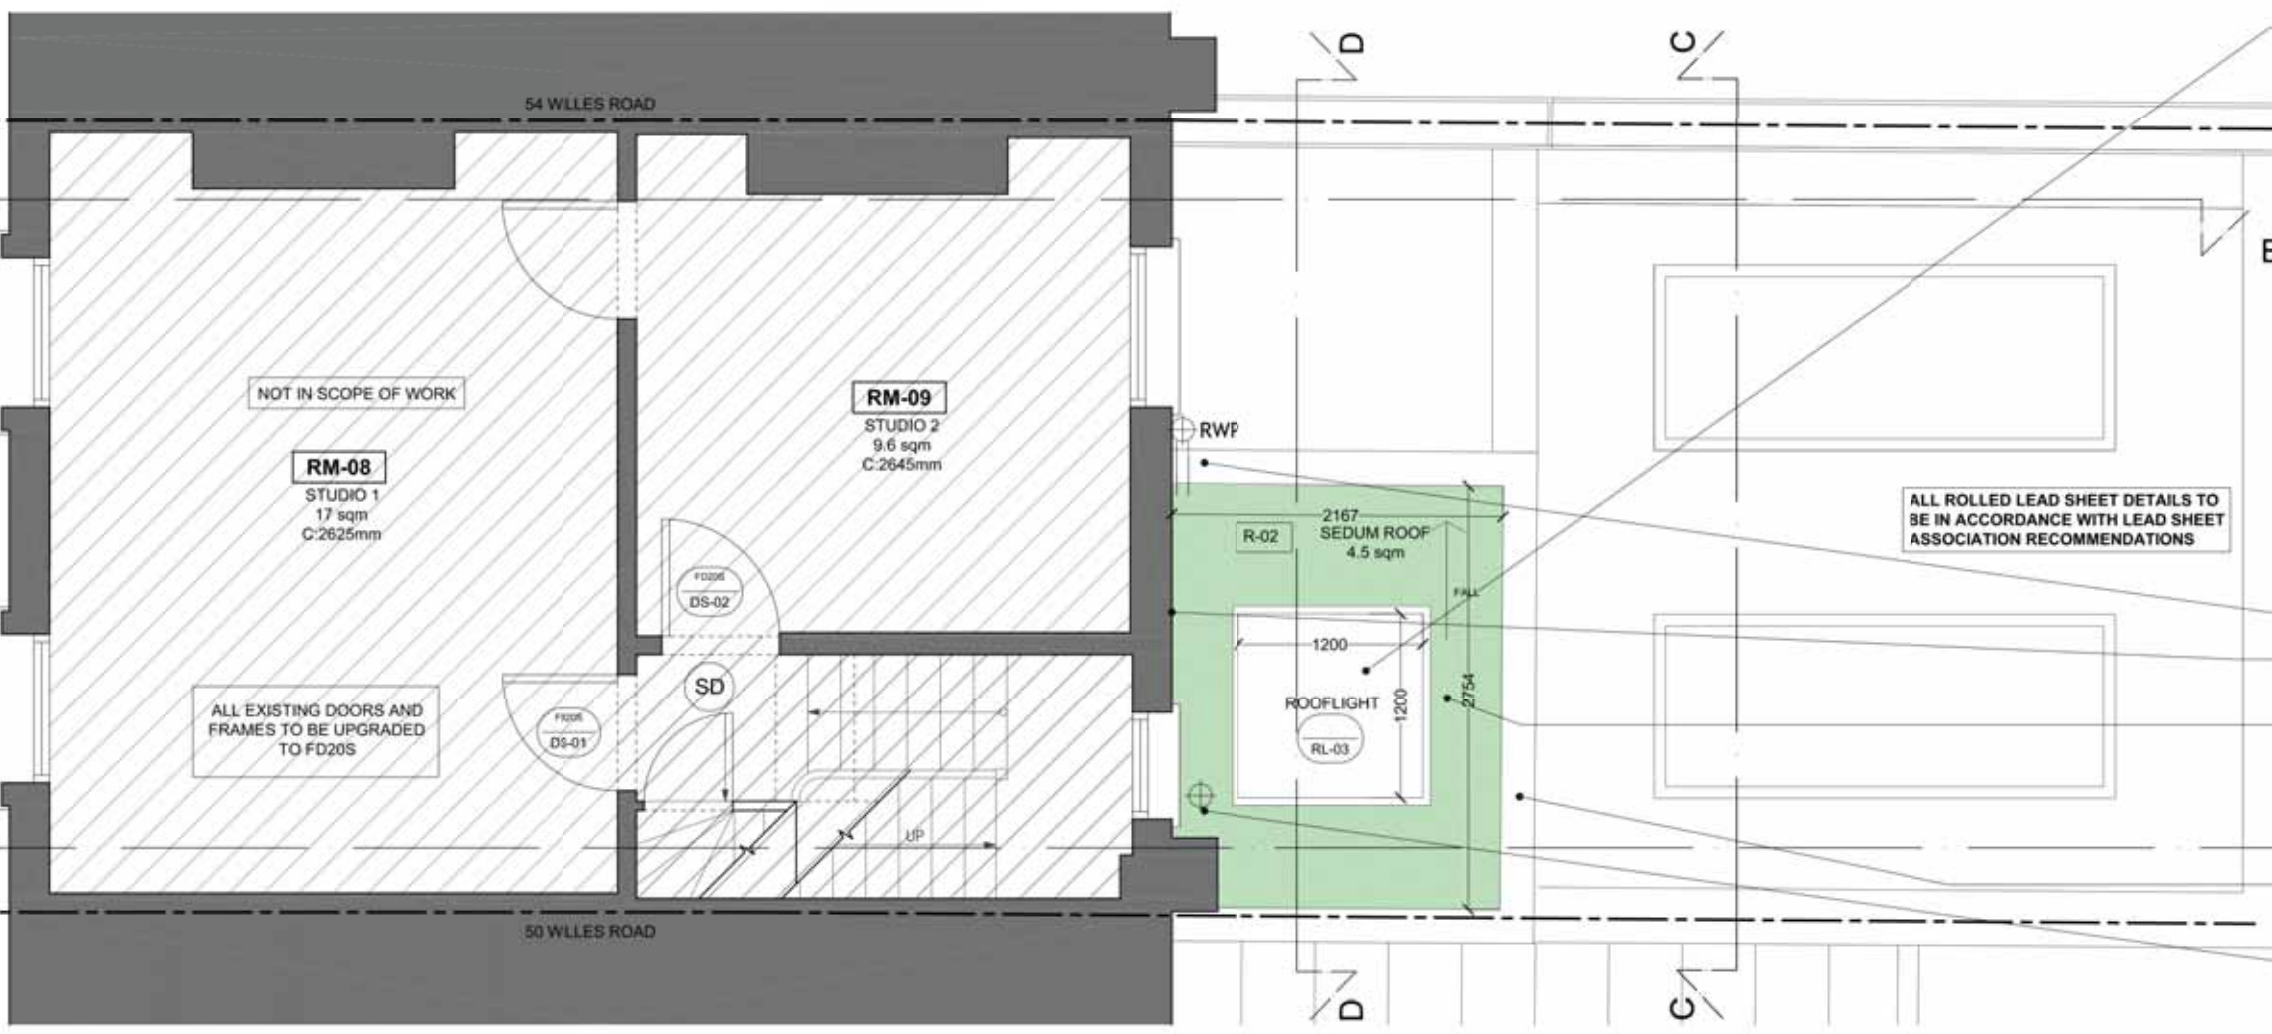 D
C
54 WLLES ROAD
E
NOT IN SCOPE OF WORK
RM-09
STUDIO 2
9.6 sqm
C:2645mm
RWP
RM-08
STUDIO 1
17 sqm
C:2625mm
ALL ROLLED LEAD SHEET DETAILS TO
BE IN ACCORDANCE WITH LEAD SHEET
ASSOCIATION RECOMMENDATIONS
2167
R-02
SEDUM ROOF
4.5 sqm
FD20S
DS-02
FALL
1200
SD
2754
1200
ROOFLIGHT
RL-03
ALL EXISTING DOORS AND
FRAMES TO BE UPGRADED
TO FD20S
FD20S
DS-01
UP
50 WLLES ROAD
D
C